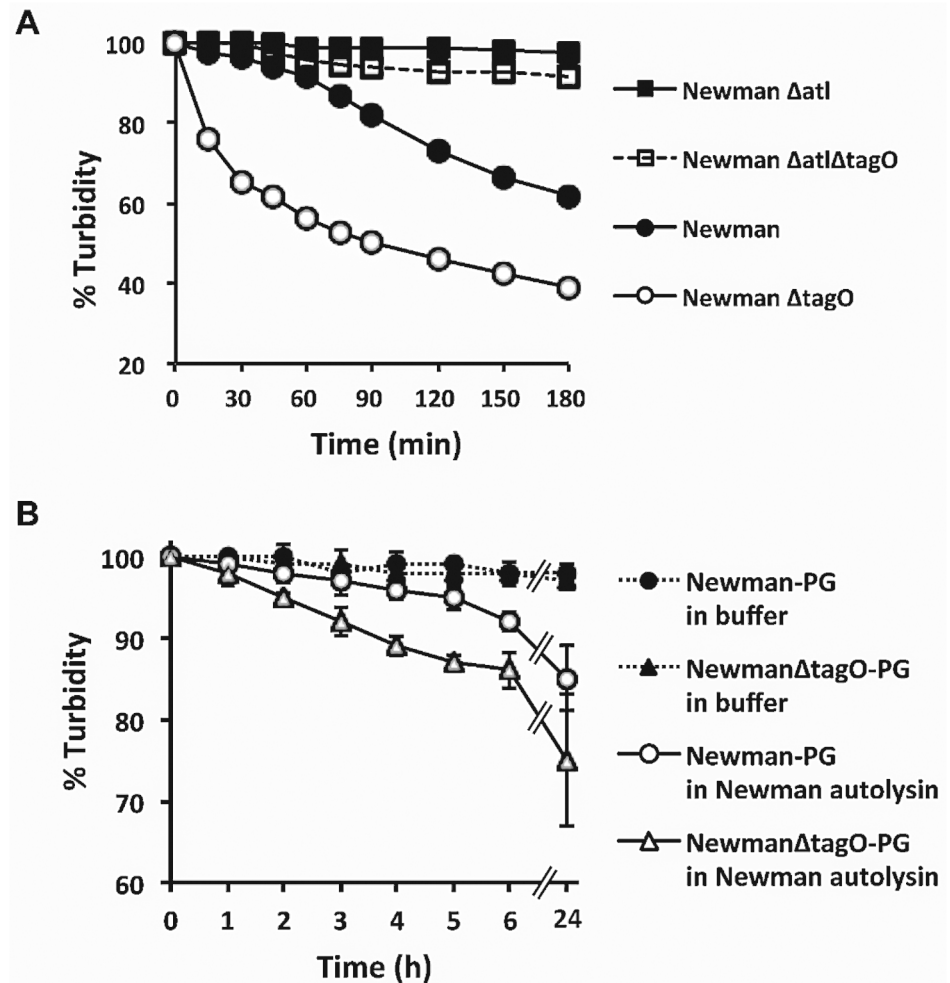 A
100
80
60
40
20
% Turbidity
0 30 60 90 120 150 180
Time (min)
Newman Δatl
Newman ΔatlΔtagO
Newman
Newman ΔtagO
B
100
90
80
70
60
% Turbidity
0 1 2 3 4 5 6 24
Time (h)
Newman-PG
in buffer
NewmanΔtagO-PG
in buffer
Newman-PG
in Newman autolysin
NewmanΔtagO-PG
in Newman autolysin